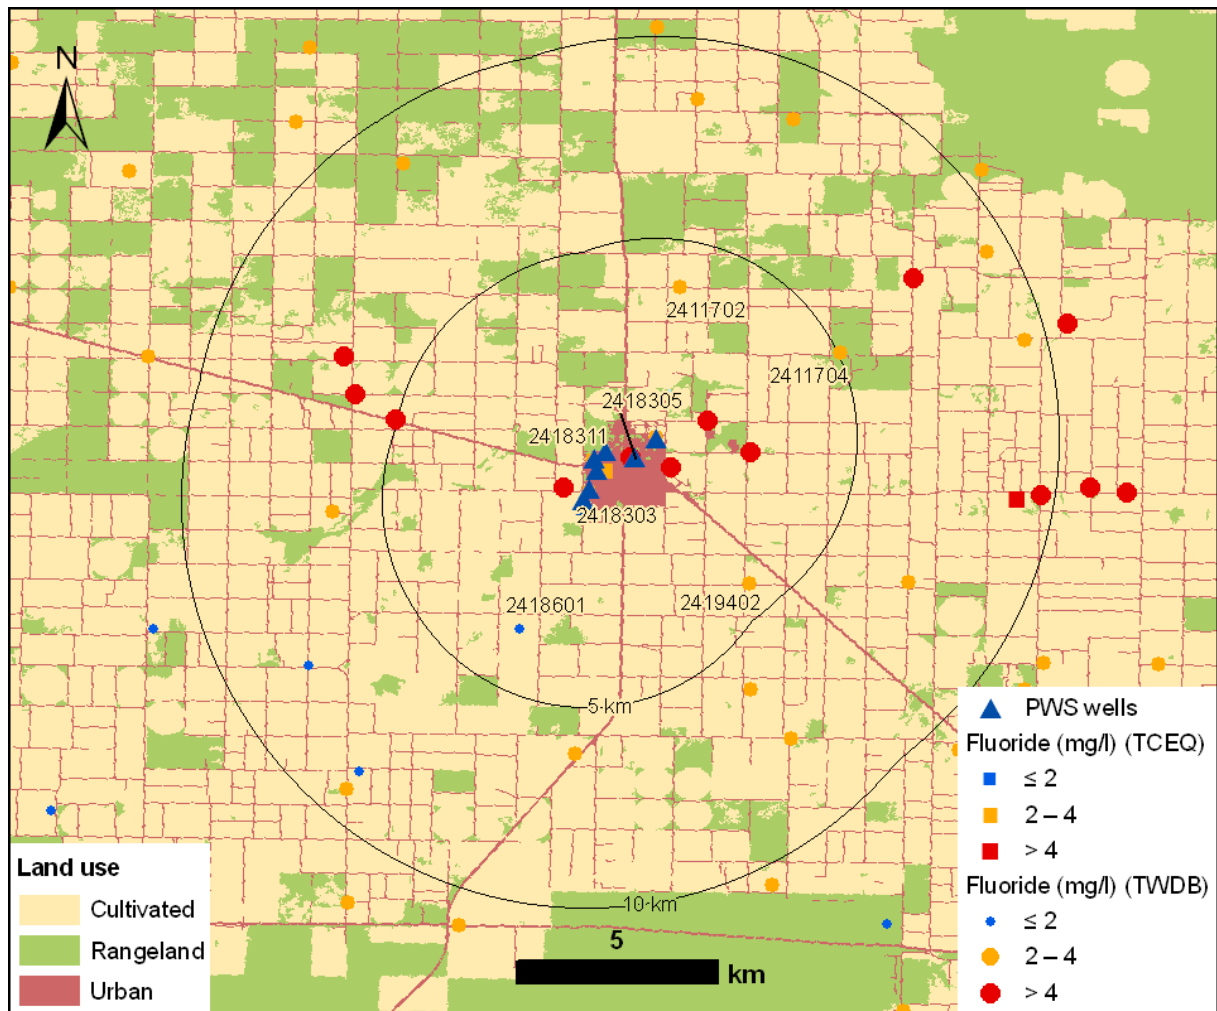 N
2411702
2411704
2418305
2418311
2418303
2418601
2419402
5 km
10 km
5
km
Land use
Cultivated
Rangeland
Urban
PWS wells
Fluoride (mg/l) (TCEQ)
≤ 2
2 – 4
> 4
Fluoride (mg/l) (TWDB)
≤ 2
2 – 4
> 4